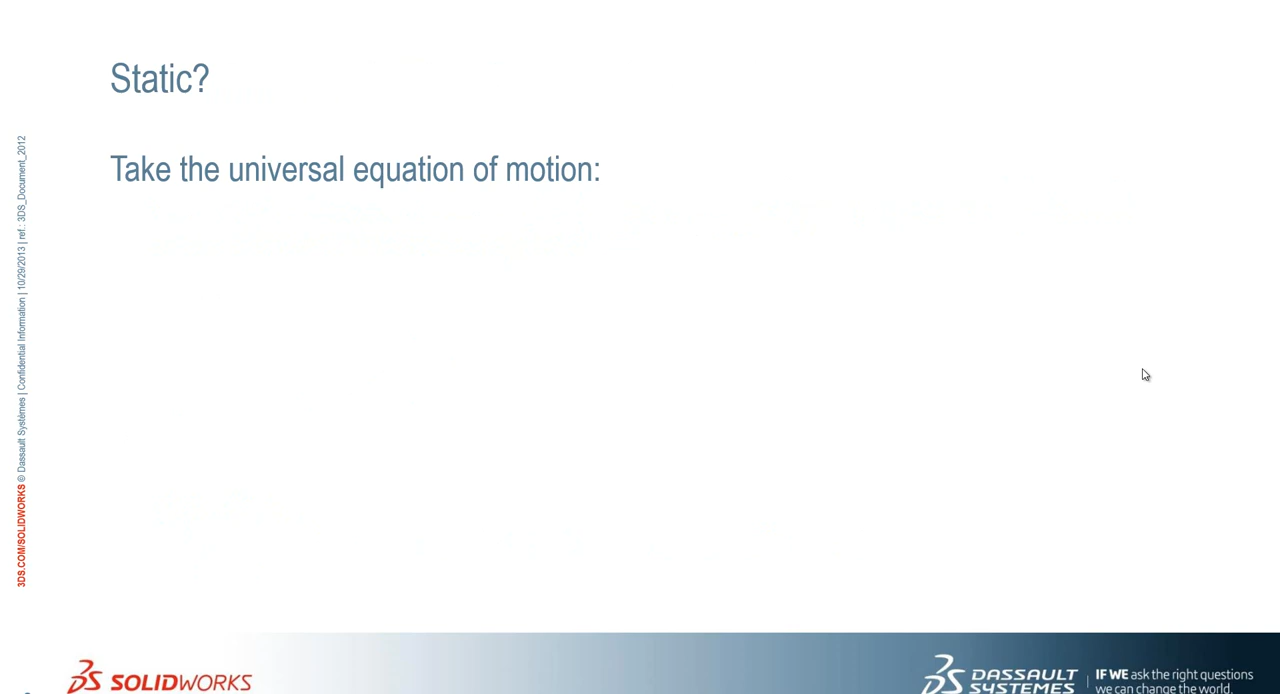 Static?
Take the universal equation of motion:
3DS.COM/SOLIDWORKS © Dassault Systèmes | Confidential Information | 10/29/2013 | ref.: 3DS_Document_2012
SOLIDWORKS
DASSAULT SYSTEMES
IF WE ask the right questions
we can change the world.